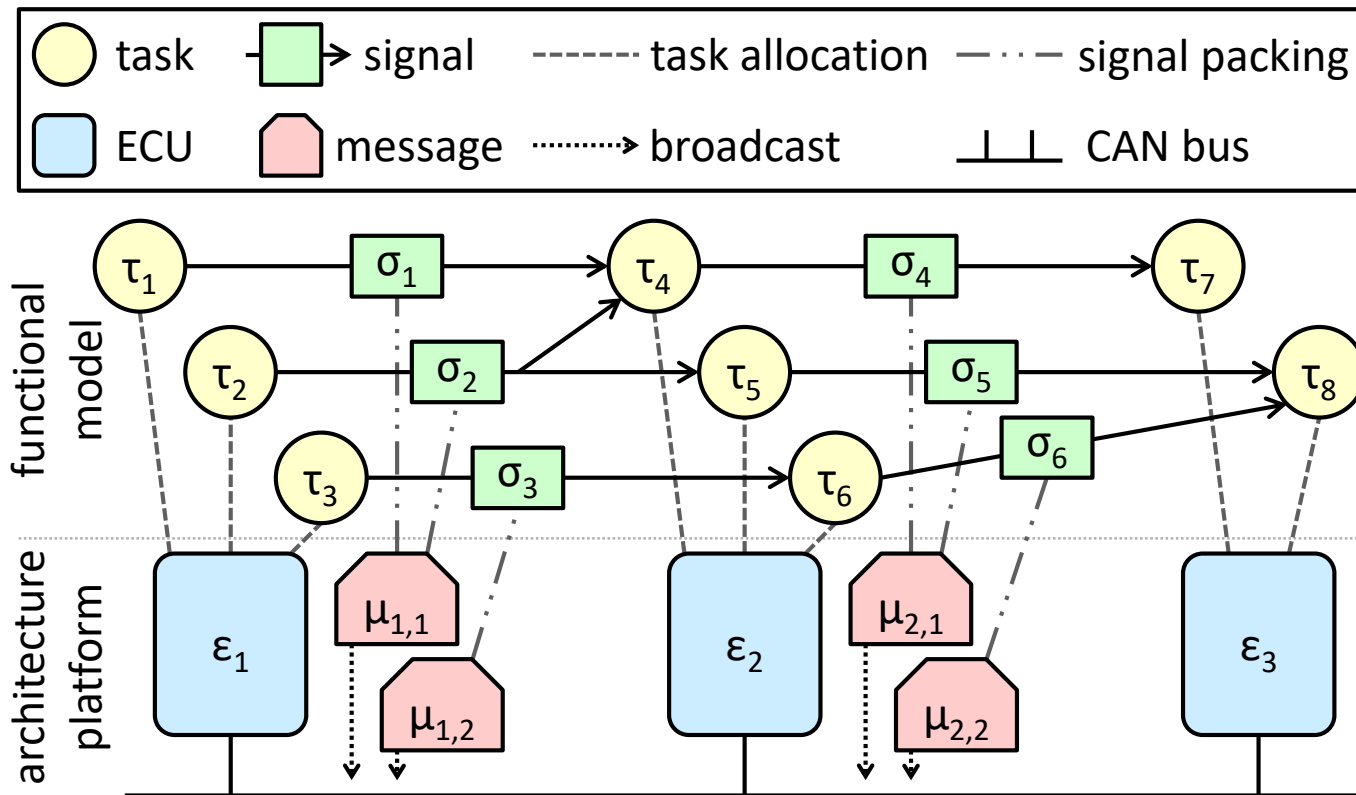 task signal task allocation signal packing
ECU message broadcast CAN bus
functional
model
τ₁ σ₁ τ₄ σ₄ τ₇
τ₂ σ₂ τ₅ σ₅ τ₈
τ₃ σ₃ τ₆ σ₆
architecture
platform
ε₁ μ₁,₁ ε₂ μ₂,₁ ε₃
μ₁,₂ μ₂,₂